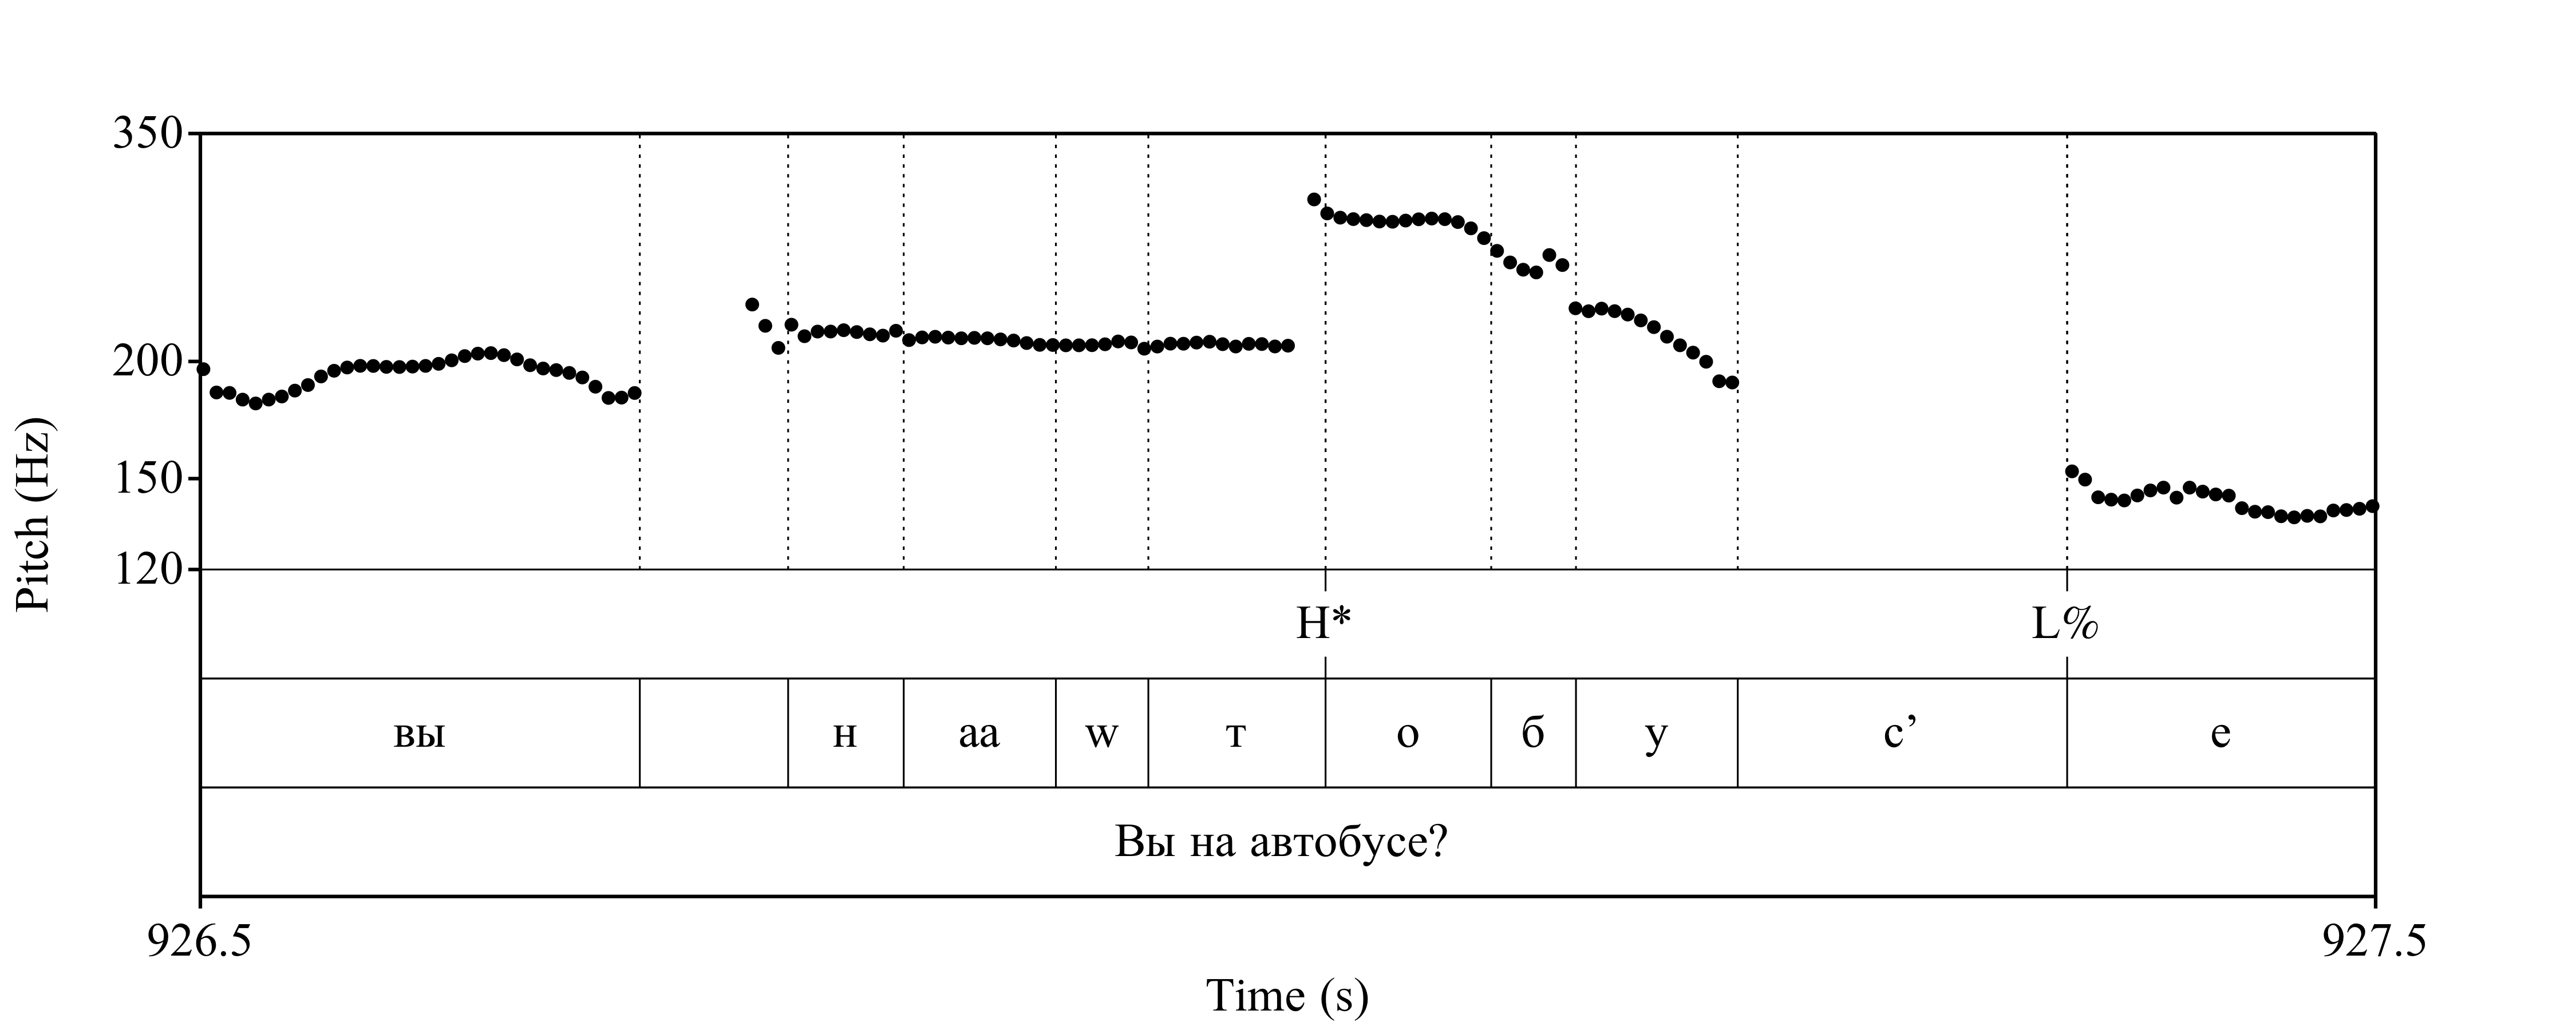 350
200
150
120
Pitch (Hz)
H* L%
вы н аа w т о б у с’ е
Вы на автобусе?
926.5 927.5
Time (s)